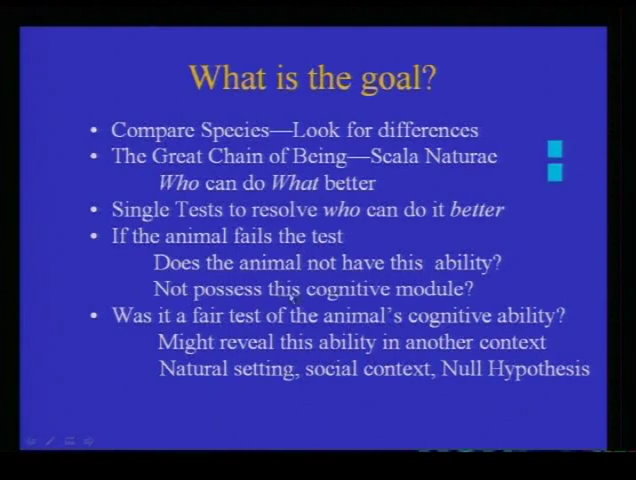 What is the goal?
• Compare Species—Look for differences
• The Great Chain of Being—Scala Naturae
Who can do What better
• Single Tests to resolve who can do it better
• If the animal fails the test
Does the animal not have this ability?
Not possess this cognitive module?
• Was it a fair test of the animal's cognitive ability?
Might reveal this ability in another context
Natural setting, social context, Null Hypothesis